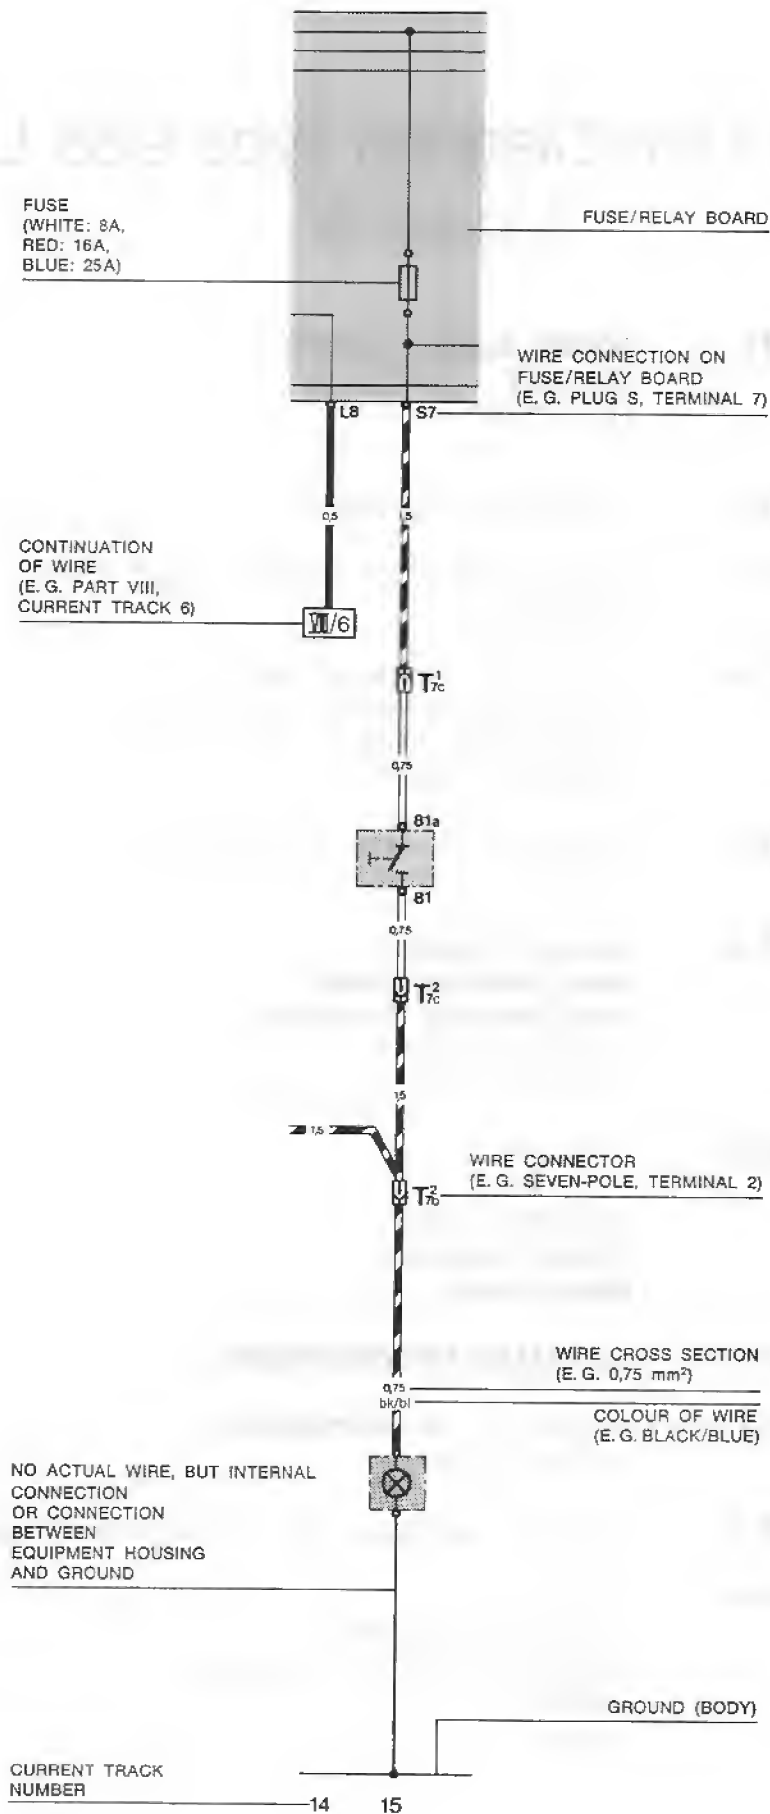 FUSE
(WHITE: 8A,
RED: 16A,
BLUE: 25A)
FUSE/RELAY BOARD
WIRE CONNECTION ON
FUSE/RELAY BOARD
(E. G. PLUG S, TERMINAL 7)
L8
S7
0,5
1,5
CONTINUATION
OF WIRE
(E. G. PART VIII,
CURRENT TRACK 6)
/6
T7c1
0,75
81a
81
0,75
T7c2
1,5
1,5
WIRE CONNECTOR
(E. G. SEVEN-POLE, TERMINAL 2)
T7b2
WIRE CROSS SECTION
(E. G. 0,75 mm²)
0,75
bk/bl
COLOUR OF WIRE
(E. G. BLACK/BLUE)
NO ACTUAL WIRE, BUT INTERNAL
CONNECTION
OR CONNECTION
BETWEEN
EQUIPMENT HOUSING
AND GROUND
GROUND (BODY)
CURRENT TRACK
NUMBER
14
15